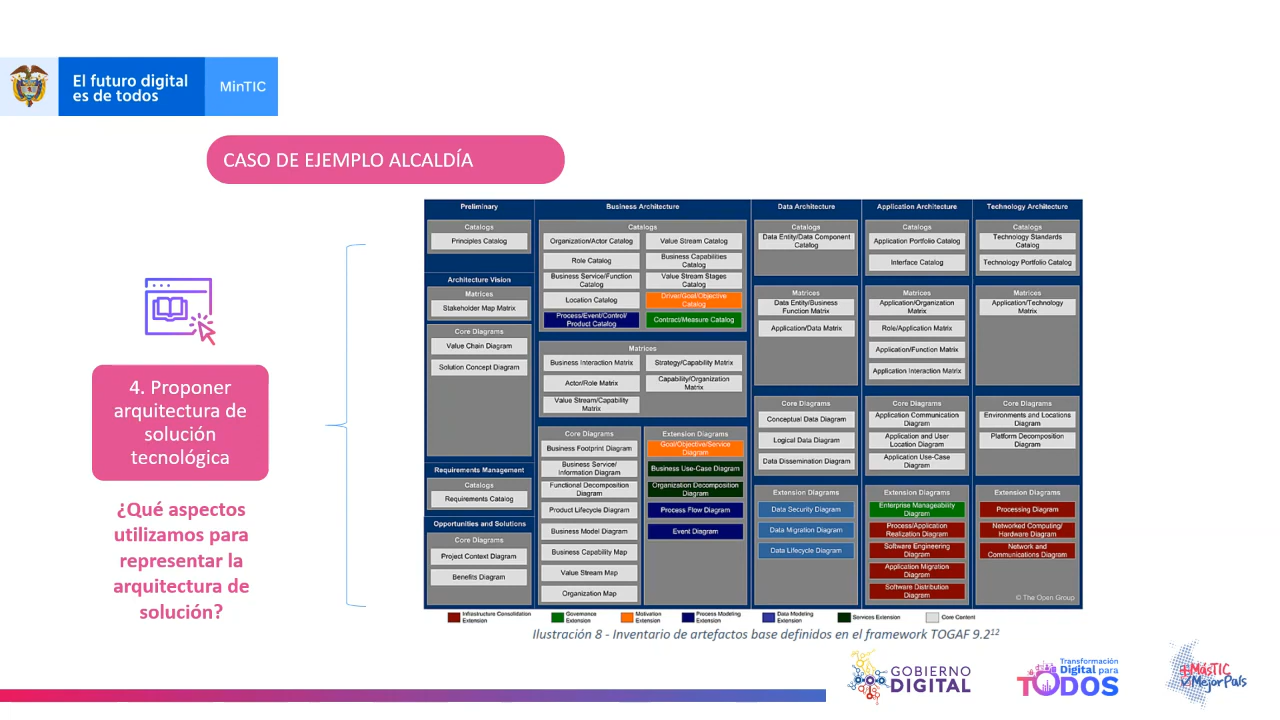 El futuro digital
es de todos
MinTIC
CASO DE EJEMPLO ALCALDÍA
4. Proponer
arquitectura de
solución
tecnológica
¿Qué aspectos
utilizamos para
representar la
arquitectura de
solución?
Preliminary
Catalogs
Principles Catalog
Architecture Vision
Matrices
Stakeholder Map Matrix
Core Diagrams
Value Chain Diagram
Solution Concept Diagram
Requirements Management
Catalogs
Requirements Catalog
Opportunities and Solutions
Core Diagrams
Project Context Diagram
Benefits Diagram
Business Architecture
Catalogs
Organization/Actor Catalog
Role Catalog
Business Service/Function
Catalog
Location Catalog
Process/Event/Control/
Product Catalog
Value Stream Catalog
Business Capabilities
Catalog
Value Stream Stages
Catalog
Driver/Goal/Objective
Catalog
Contract/Measure Catalog
Matrices
Business Interaction Matrix
Actor/Role Matrix
Value Stream/Capability
Matrix
Strategy/Capability Matrix
Capability/Organization
Matrix
Core Diagrams
Business Footprint Diagram
Business Service/
Information Diagram
Functional Decomposition
Diagram
Product Lifecycle Diagram
Business Model Diagram
Business Capability Map
Value Stream Map
Organization Map
Extension Diagrams
Goal/Objective/Service
Diagram
Business Use-Case Diagram
Organization Decomposition
Diagram
Process Flow Diagram
Event Diagram
Data Architecture
Catalogs
Data Entity/Data Component
Catalog
Matrices
Data Entity/Business
Function Matrix
Application/Data Matrix
Core Diagrams
Conceptual Data Diagram
Logical Data Diagram
Data Dissemination Diagram
Extension Diagrams
Data Security Diagram
Data Migration Diagram
Data Lifecycle Diagram
Application Architecture
Catalogs
Application Portfolio Catalog
Interface Catalog
Matrices
Application/Organization
Matrix
Role/Application Matrix
Application/Function Matrix
Application Interaction Matrix
Core Diagrams
Application Communication
Diagram
Application and User
Location Diagram
Application Use-Case
Diagram
Extension Diagrams
Enterprise Manageability
Diagram
Process/Application
Realization Diagram
Software Engineering
Diagram
Application Migration
Diagram
Software Distribution
Diagram
Technology Architecture
Catalogs
Technology Standards
Catalog
Technology Portfolio Catalog
Matrices
Application/Technology
Matrix
Core Diagrams
Environments and Locations
Diagram
Platform Decomposition
Diagram
Extension Diagrams
Processing Diagram
Networked Computing/
Hardware Diagram
Network and
Communications Diagram
© The Open Group
Infrastructure Consolidation
Extension
Governance
Extension
Motivation
Extension
Process Modeling
Extension
Data Modeling
Extension
Services Extension
Core Content
Ilustración 8 - Inventario de artefactos base definidos en el framework TOGAF 9.2¹²
GOBIERNO
DIGITAL
Transformación
Digital para
TODOS
+MásTIC
MejorPaís